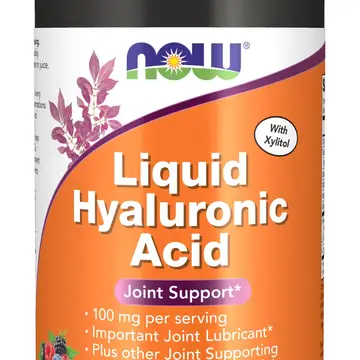 NOW®
With
Xylitol
Liquid
Hyaluronic
Acid
Joint Support*
• 100 mg per serving
• Important Joint Lubricant*
• Plus other Joint Supporting